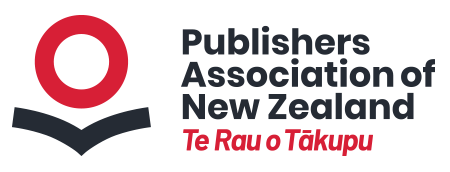 Publishers
Association of
New Zealand
Te Rau o Tākupu